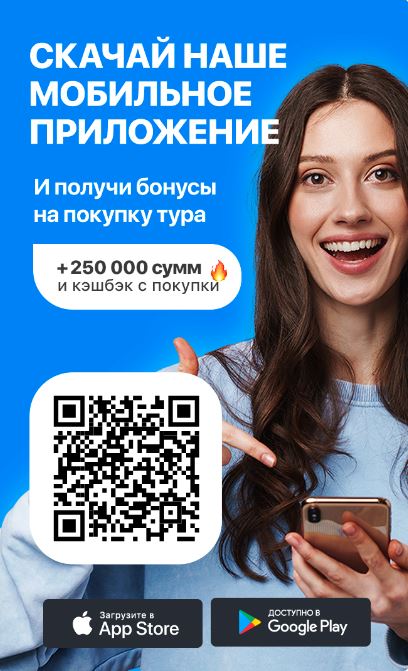 СКАЧАЙ НАШЕ
МОБИЛЬНОЕ
ПРИЛОЖЕНИЕ
И получи бонусы
на покупку тура
+250 000 сумм
и кэшбэк с покупки
Загрузите в
App Store
ДОСТУПНО В
Google Play